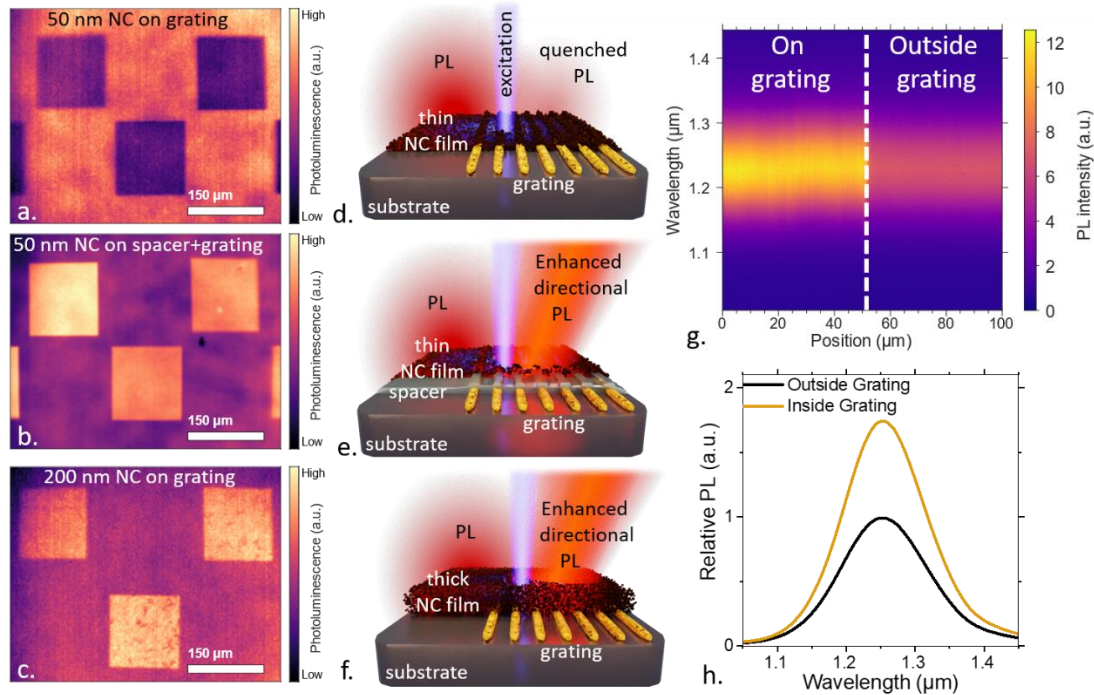 50 nm NC on grating
a.
150 µm
High
Photoluminescence (a.u.)
Low
50 nm NC on spacer+grating
b.
150 µm
High
Photoluminescence (a.u.)
Low
200 nm NC on grating
c.
150 µm
High
Photoluminescence (a.u.)
Low
d.
PL
excitation
quenched
PL
thin
NC film
grating
substrate
e.
PL
Enhanced
directional
PL
thin
NC film
spacer
grating
substrate
f.
PL
Enhanced
directional
PL
thick
NC film
grating
substrate
g.
On
grating
Outside
grating
Wavelength (µm)
1.4
1.3
1.2
1.1
0 20 40 60 80 100
Position (µm)
12
10
8
6
4
2
0
PL intensity (a.u.)
h.
Outside Grating
Inside Grating
Relative PL (a.u.)
2
1
0
1.1 1.2 1.3 1.4
Wavelength (µm)